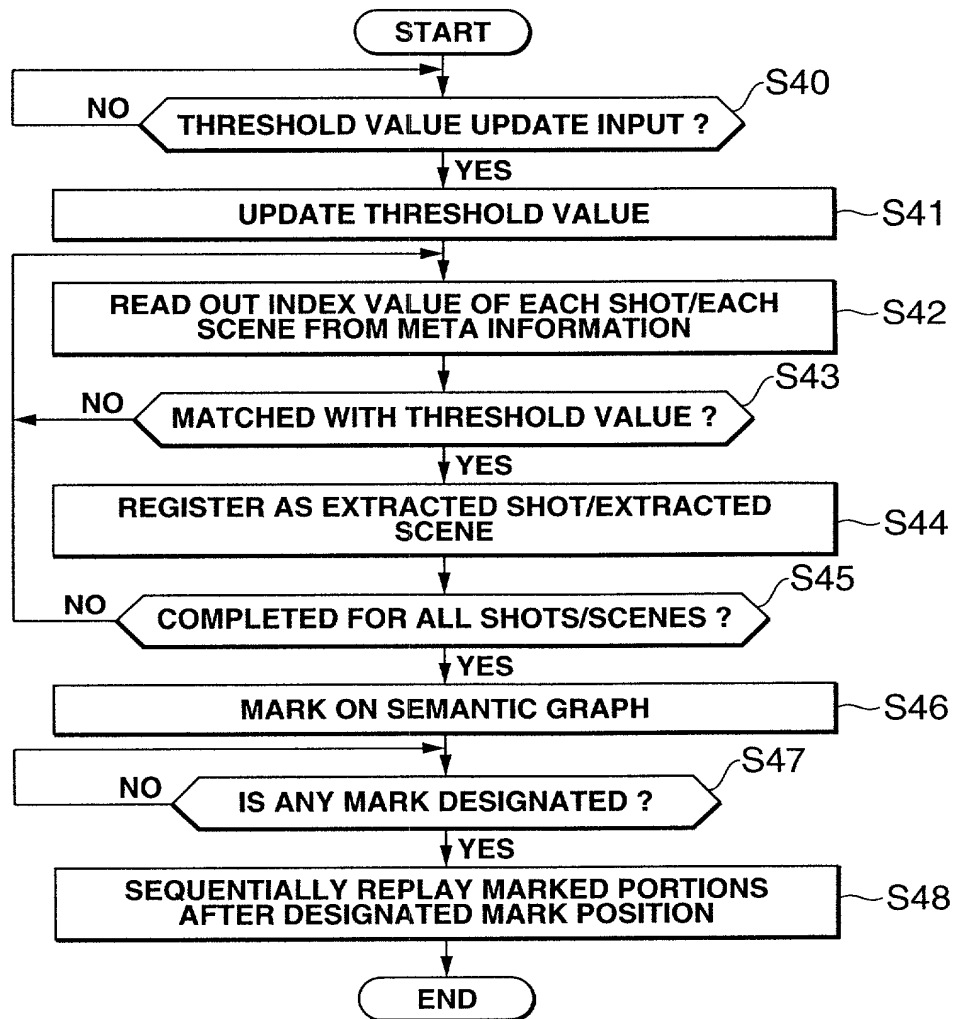 START
S40
NO
THRESHOLD VALUE UPDATE INPUT ?
YES
UPDATE THRESHOLD VALUE
S41
READ OUT INDEX VALUE OF EACH SHOT/EACH
SCENE FROM META INFORMATION
S42
S43
NO
MATCHED WITH THRESHOLD VALUE ?
YES
REGISTER AS EXTRACTED SHOT/EXTRACTED
SCENE
S44
S45
NO
COMPLETED FOR ALL SHOTS/SCENES ?
YES
MARK ON SEMANTIC GRAPH
S46
S47
NO
IS ANY MARK DESIGNATED ?
YES
SEQUENTIALLY REPLAY MARKED PORTIONS
AFTER DESIGNATED MARK POSITION
S48
END